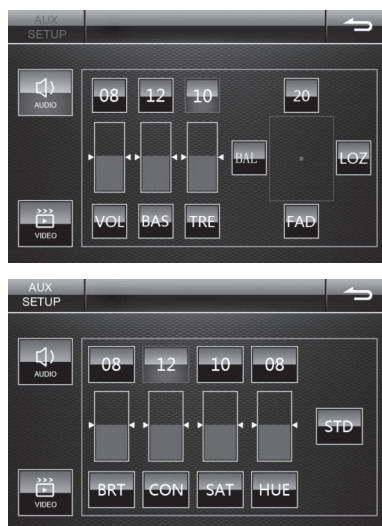 AUX
SETUP
AUDIO
08 12 10 20
BAL LOZ
VIDEO
VOL BAS TRE FAD
AUX
SETUP
AUDIO
08 12 10 08
STD
VIDEO
BRT CON SAT HUE